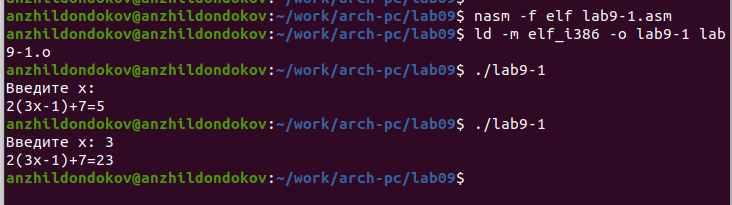 anzhildondokov@anzhildondokov:~/work/arch-pc/lab09$ nasm -f elf lab9-1.asm
anzhildondokov@anzhildondokov:~/work/arch-pc/lab09$ ld -m elf_i386 -o lab9-1 lab
9-1.o
anzhildondokov@anzhildondokov:~/work/arch-pc/lab09$ ./lab9-1
Введите x:
2(3x-1)+7=5
anzhildondokov@anzhildondokov:~/work/arch-pc/lab09$ ./lab9-1
Введите x: 3
2(3x-1)+7=23
anzhildondokov@anzhildondokov:~/work/arch-pc/lab09$